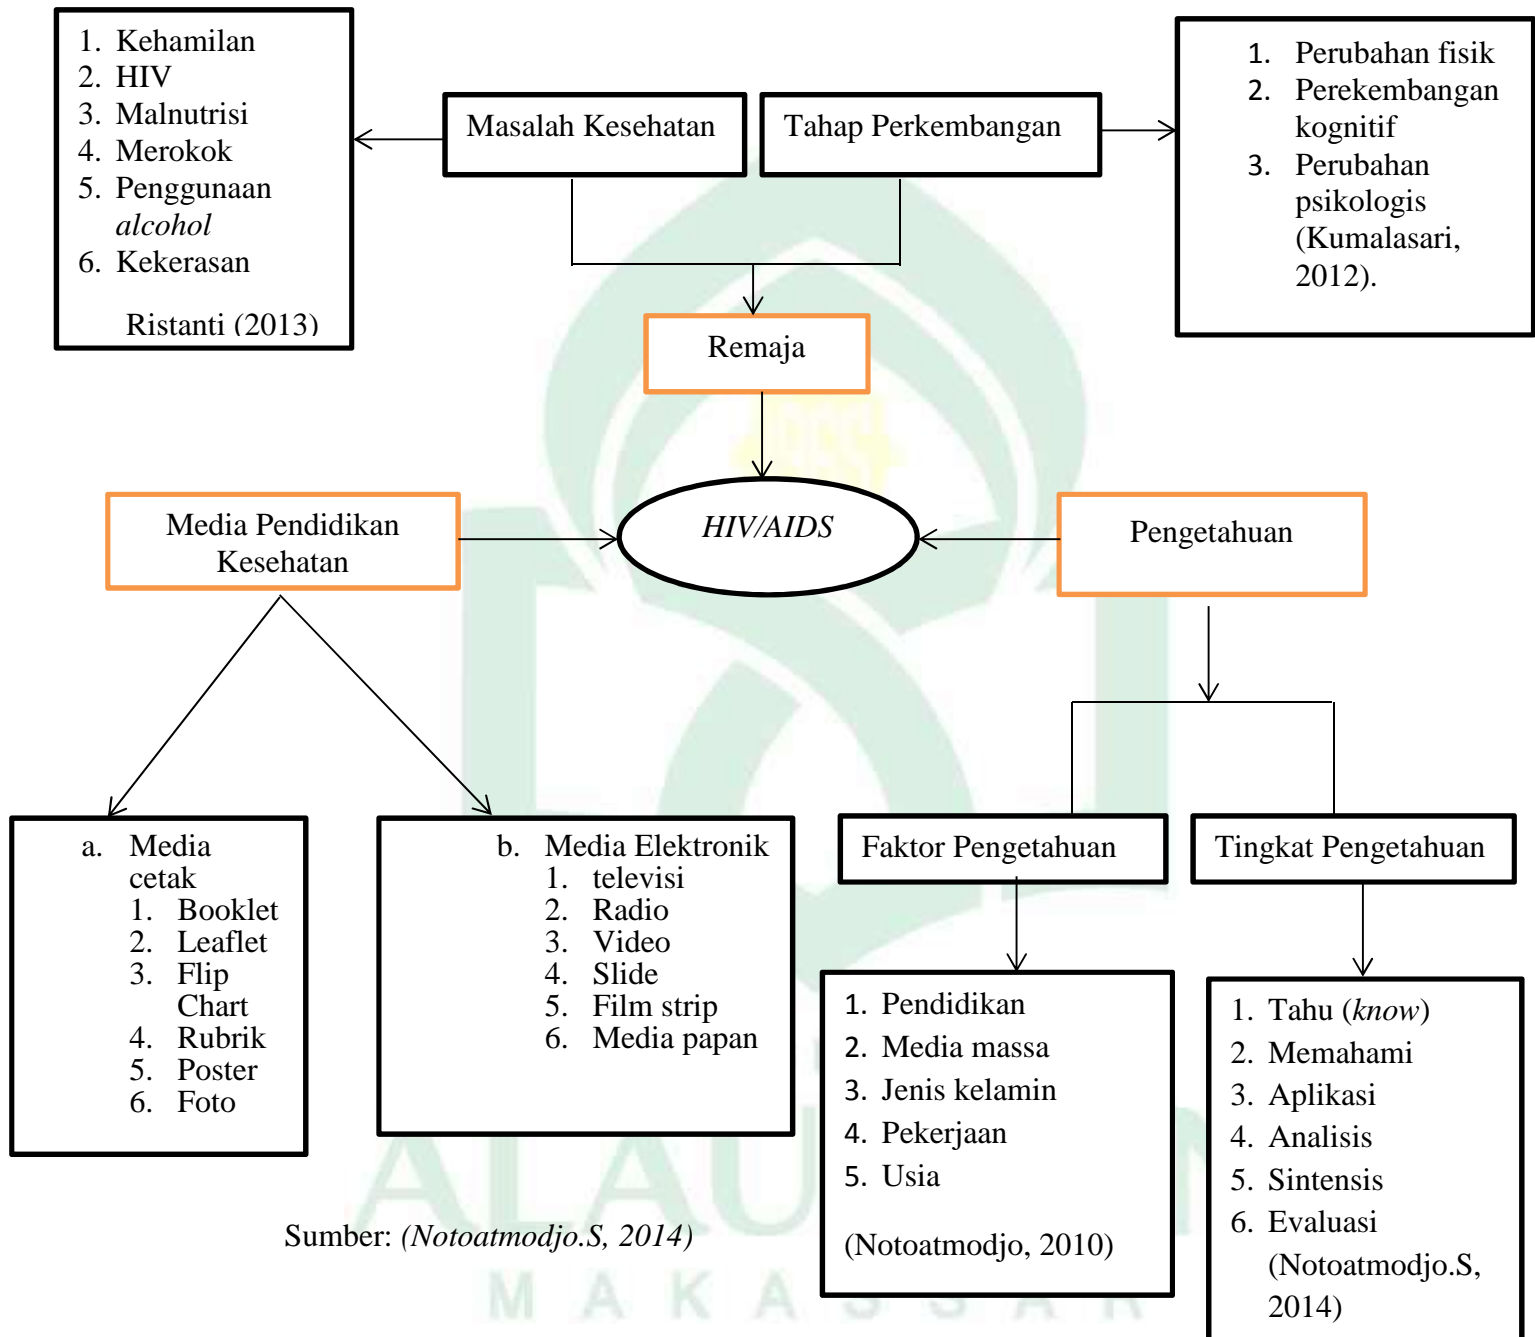 1. Kehamilan
2. HIV
3. Malnutrisi
4. Merokok
5. Penggunaan
alcohol
6. Kekerasan
Ristanti (2013)
Masalah Kesehatan
Tahap Perkembangan
1. Perubahan fisik
2. Perekembangan
kognitif
3. Perubahan
psikologis
(Kumalasari,
2012).
Remaja
1965
Media Pendidikan
Kesehatan
HIV/AIDS
Pengetahuan
a. Media
cetak
1. Booklet
2. Leaflet
3. Flip
Chart
4. Rubrik
5. Poster
6. Foto
b. Media Elektronik
1. televisi
2. Radio
3. Video
4. Slide
5. Film strip
6. Media papan
Faktor Pengetahuan
Tingkat Pengetahuan
1. Pendidikan
2. Media massa
3. Jenis kelamin
4. Pekerjaan
5. Usia
(Notoatmodjo, 2010)
1. Tahu (know)
2. Memahami
3. Aplikasi
4. Analisis
5. Sintensis
6. Evaluasi
(Notoatmodjo.S,
2014)
Sumber: (Notoatmodjo.S, 2014)
MAKASSAR